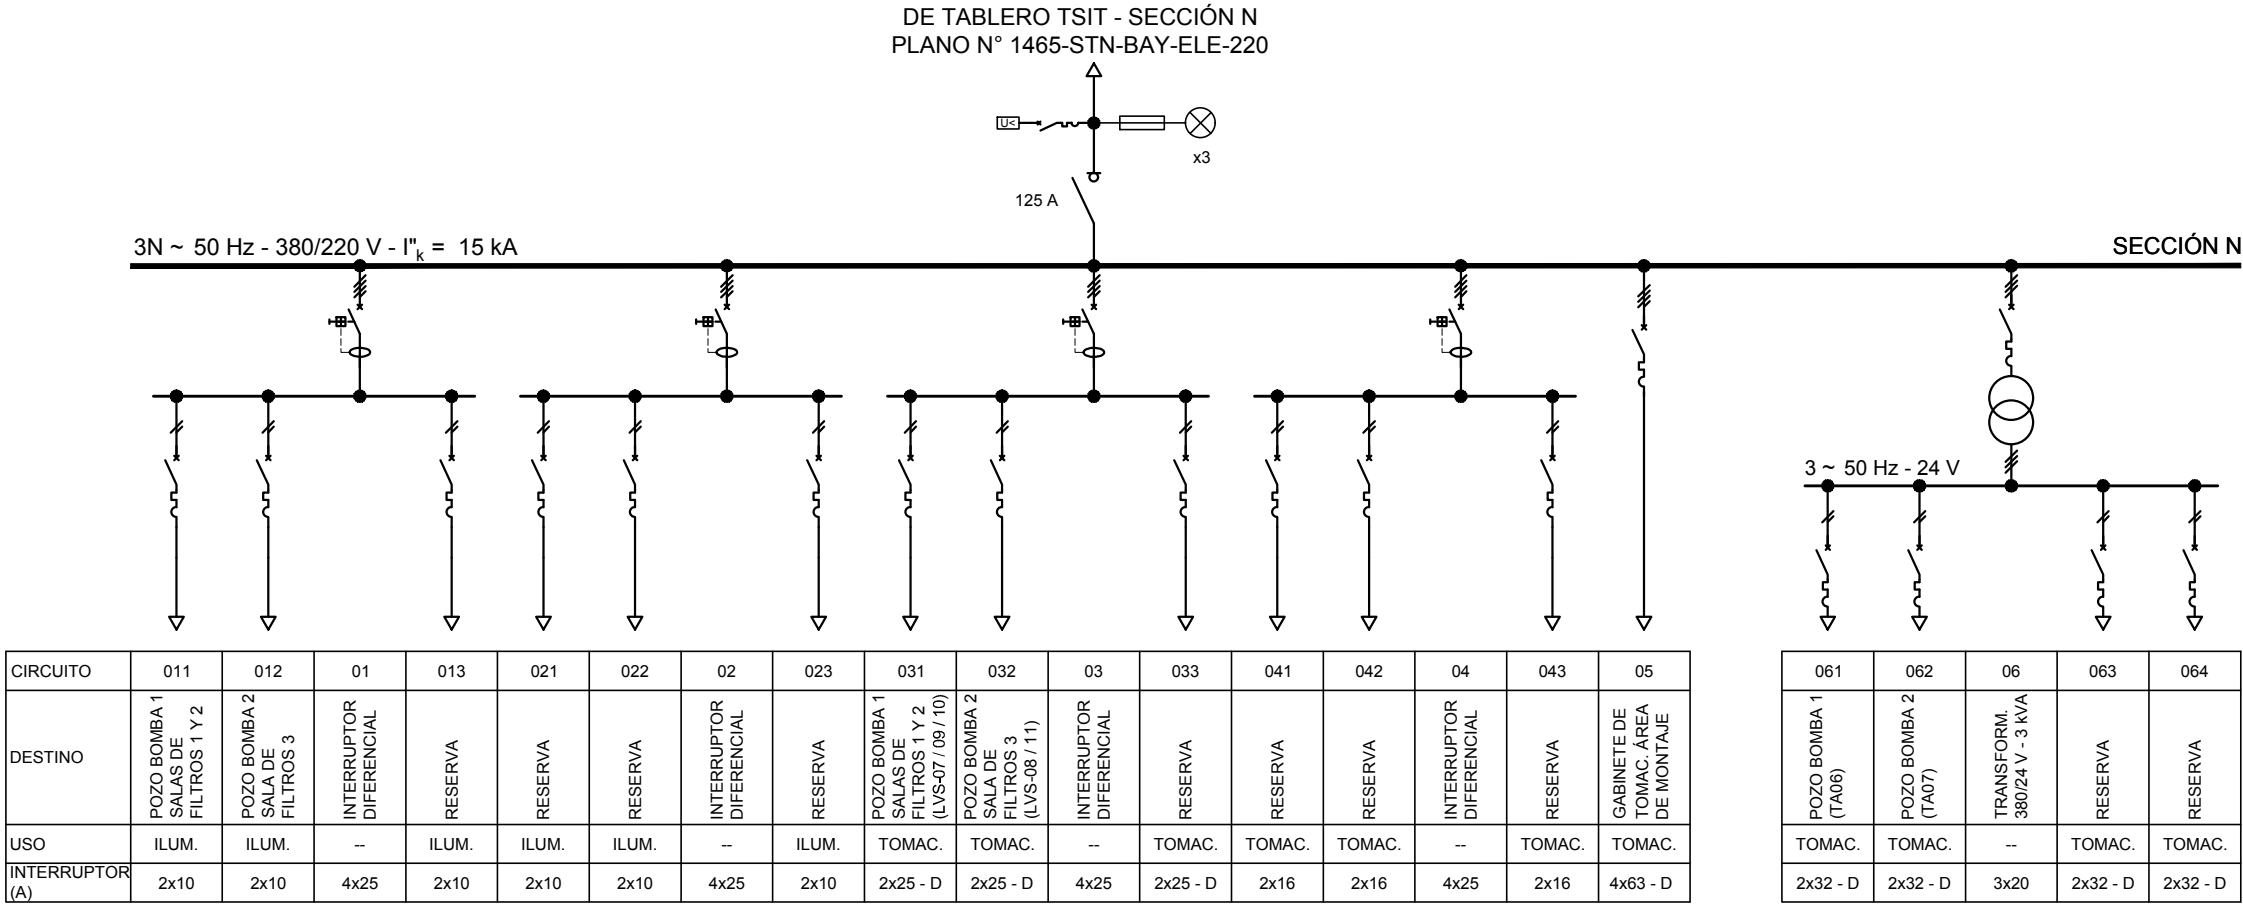 DE TABLERO TSIT - SECCIÓN N
PLANO N° 1465-STN-BAY-ELE-220
U<
x3
125 A
3N ~ 50 Hz - 380/220 V - I"k = 15 kA
SECCIÓN N
3 ~ 50 Hz - 24 V
CIRCUITO 011 012 01 013 021 022 02 023 031 032 03 033 041 042 04 043 05 061 062 06 063 064
DESTINO
POZO BOMBA 1
SALAS DE
FILTROS 1 Y 2
POZO BOMBA 2
SALA DE
FILTROS 3
INTERRUPTOR
DIFERENCIAL
RESERVA
RESERVA
RESERVA
INTERRUPTOR
DIFERENCIAL
RESERVA
POZO BOMBA 1
SALAS DE
FILTROS 1 Y 2
(LVS-07 / 09 / 10)
POZO BOMBA 2
SALA DE
FILTROS 3
(LVS-08 / 11)
INTERRUPTOR
DIFERENCIAL
RESERVA
RESERVA
RESERVA
INTERRUPTOR
DIFERENCIAL
RESERVA
GABINETE DE
TOMAC. ÁREA
DE MONTAJE
POZO BOMBA 1
(TA06)
POZO BOMBA 2
(TA07)
TRANSFORM.
380/24 V - 3 kVA
RESERVA
RESERVA
USO ILUM. ILUM. -- ILUM. ILUM. ILUM. -- ILUM. TOMAC. TOMAC. -- TOMAC. TOMAC. TOMAC. -- TOMAC. TOMAC. TOMAC. TOMAC. -- TOMAC. TOMAC.
INTERRUPTOR
(A) 2x10 2x10 4x25 2x10 2x10 2x10 4x25 2x10 2x25 - D 2x25 - D 4x25 2x25 - D 2x16 2x16 4x25 2x16 4x63 - D 2x32 - D 2x32 - D 3x20 2x32 - D 2x32 - D